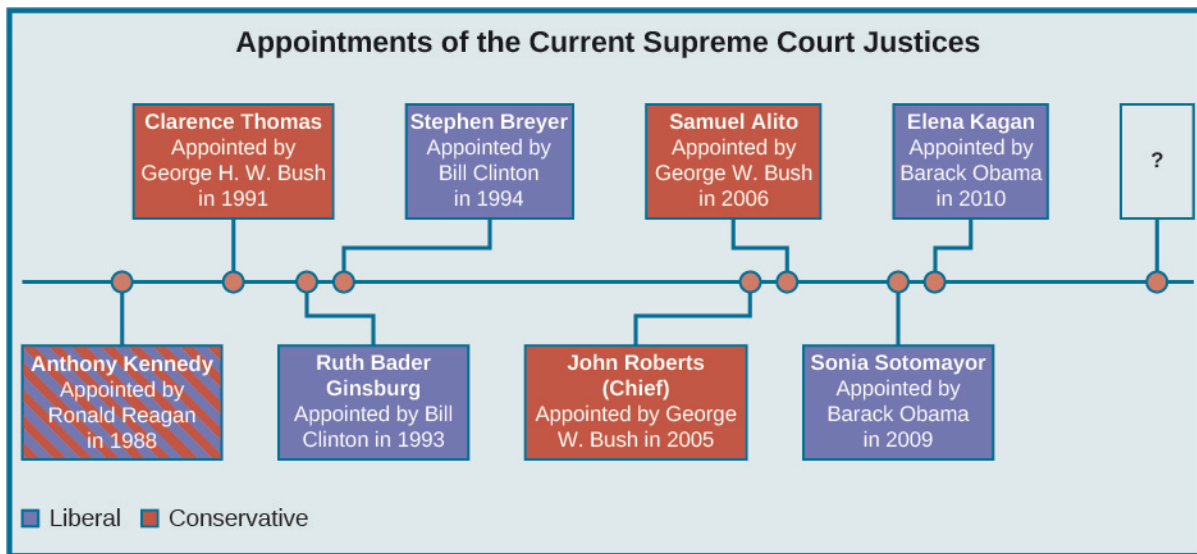 Appointments of the Current Supreme Court Justices
Clarence Thomas
Appointed by
George H. W. Bush
in 1991
Stephen Breyer
Appointed by
Bill Clinton
in 1994
Samuel Alito
Appointed by
George W. Bush
in 2006
Elena Kagan
Appointed by
Barack Obama
in 2010
?
Anthony Kennedy
Appointed by
Ronald Reagan
in 1988
Ruth Bader
Ginsburg
Appointed by Bill
Clinton in 1993
John Roberts
(Chief)
Appointed by George
W. Bush in 2005
Sonia Sotomayor
Appointed by
Barack Obama
in 2009
Liberal
Conservative